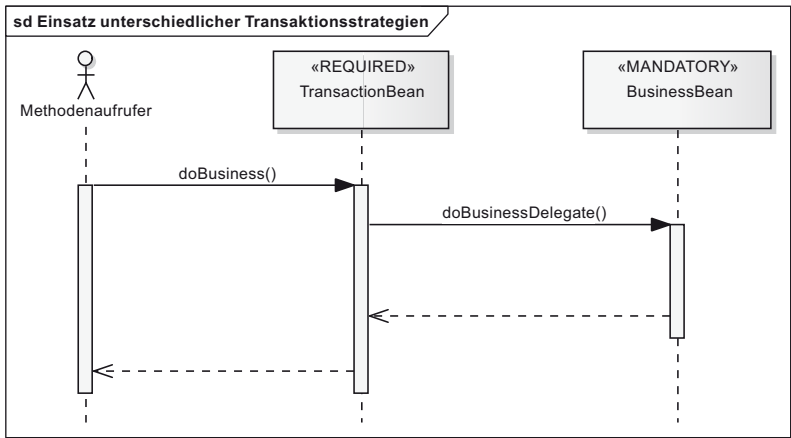 sd Einsatz unterschiedlicher Transaktionsstrategien
Methodenaufrufer
«REQUIRED»
TransactionBean
«MANDATORY»
BusinessBean
doBusiness()
doBusinessDelegate()